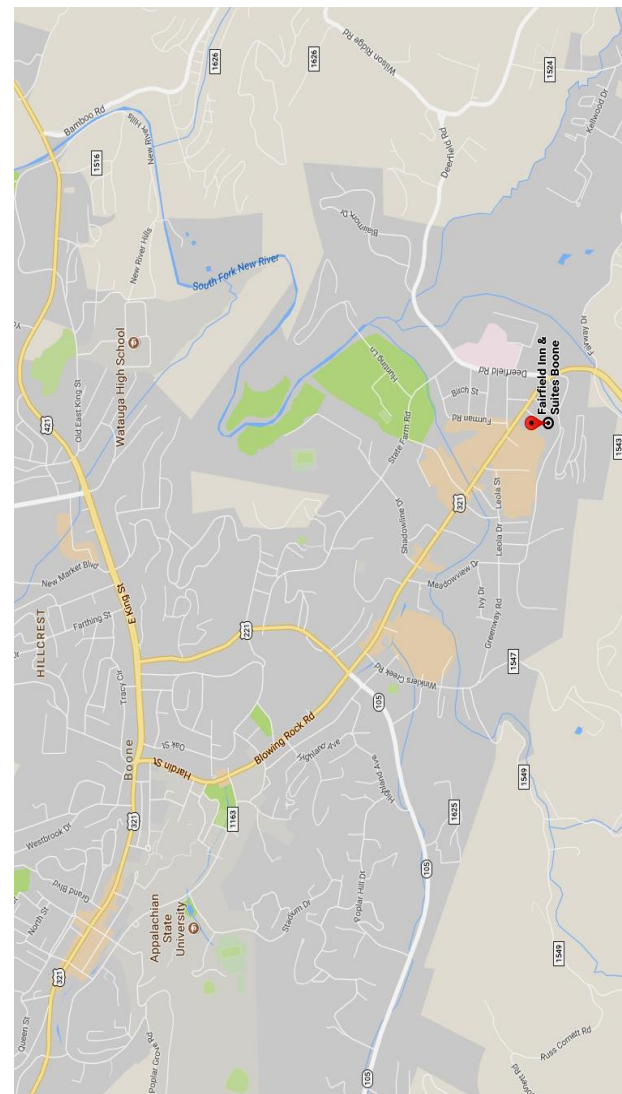 Queen St
North St
321
Grand Blvd
Westbrook Dr
321
Boone
Tracy Cir
HILLCREST
Farthing St
New Market Blvd
E King St
421
Old East King St
1516
Bamboo Rd
1626
1626
New River Hills
New River Hills
South Fork New River
Watauga High School
Oak St
Hardin St
221
Appalachian
State
University
1163
Blowing Rock Rd
Highland Ave
Highland Ave
Poplar Grove Rd
Stadium Dr
Poplar Hill Dr
105
105
105
1625
Winklers Creek Rd
1547
1549
1549
Russ Cornett Rd
Greenway Rd
Ivy Dr
Meadowview Dr
Shadowline Dr
State Farm Rd
Hunting Ln
321
Leola St
Leola Dr
Furman Rd
Birch St
Deerfield Rd
Deerfield Rd
Wilson Ridge Rd
1524
Kellwood Dr
Fairway Dr
1543
Fairfield Inn &
Suites Boone